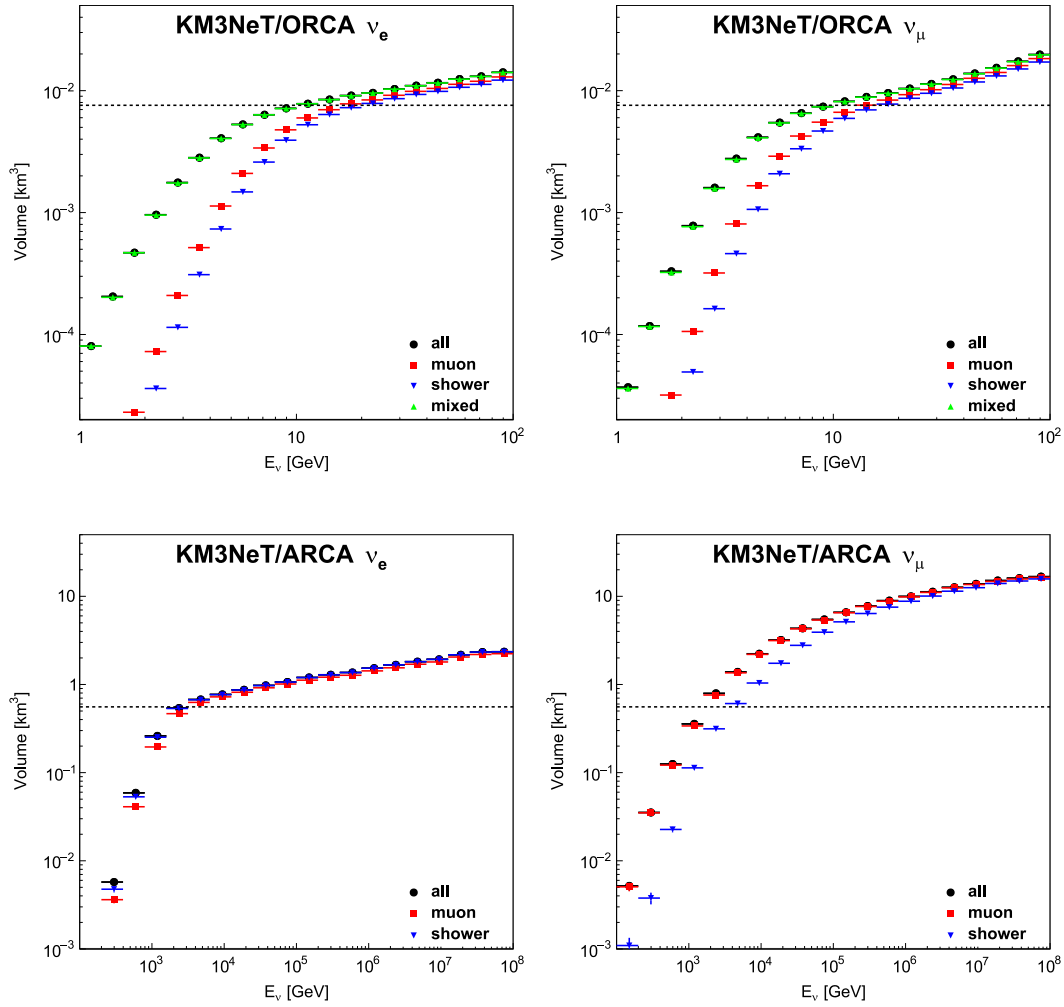 KM3NeT/ORCA νe
Volume [km³]
10⁻²
10⁻³
10⁻⁴
all
muon
shower
mixed
1 10 10²
Eν [GeV]
KM3NeT/ORCA νμ
Volume [km³]
10⁻²
10⁻³
10⁻⁴
all
muon
shower
mixed
1 10 10²
Eν [GeV]
KM3NeT/ARCA νe
Volume [km³]
10
1
10⁻¹
10⁻²
10⁻³
all
muon
shower
10³ 10⁴ 10⁵ 10⁶ 10⁷ 10⁸
Eν [GeV]
KM3NeT/ARCA νμ
Volume [km³]
10
1
10⁻¹
10⁻²
10⁻³
all
muon
shower
10³ 10⁴ 10⁵ 10⁶ 10⁷ 10⁸
Eν [GeV]